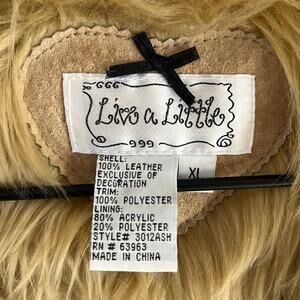 Live a Little
999
XL
SHELL:
100% LEATHER
EXCLUSIVE OF
DECORATION
TRIM:
100% POLYESTER
LINING:
80% ACRYLIC
20% POLYESTER
STYLE# 3012ASH
RN # 63963
MADE IN CHINA